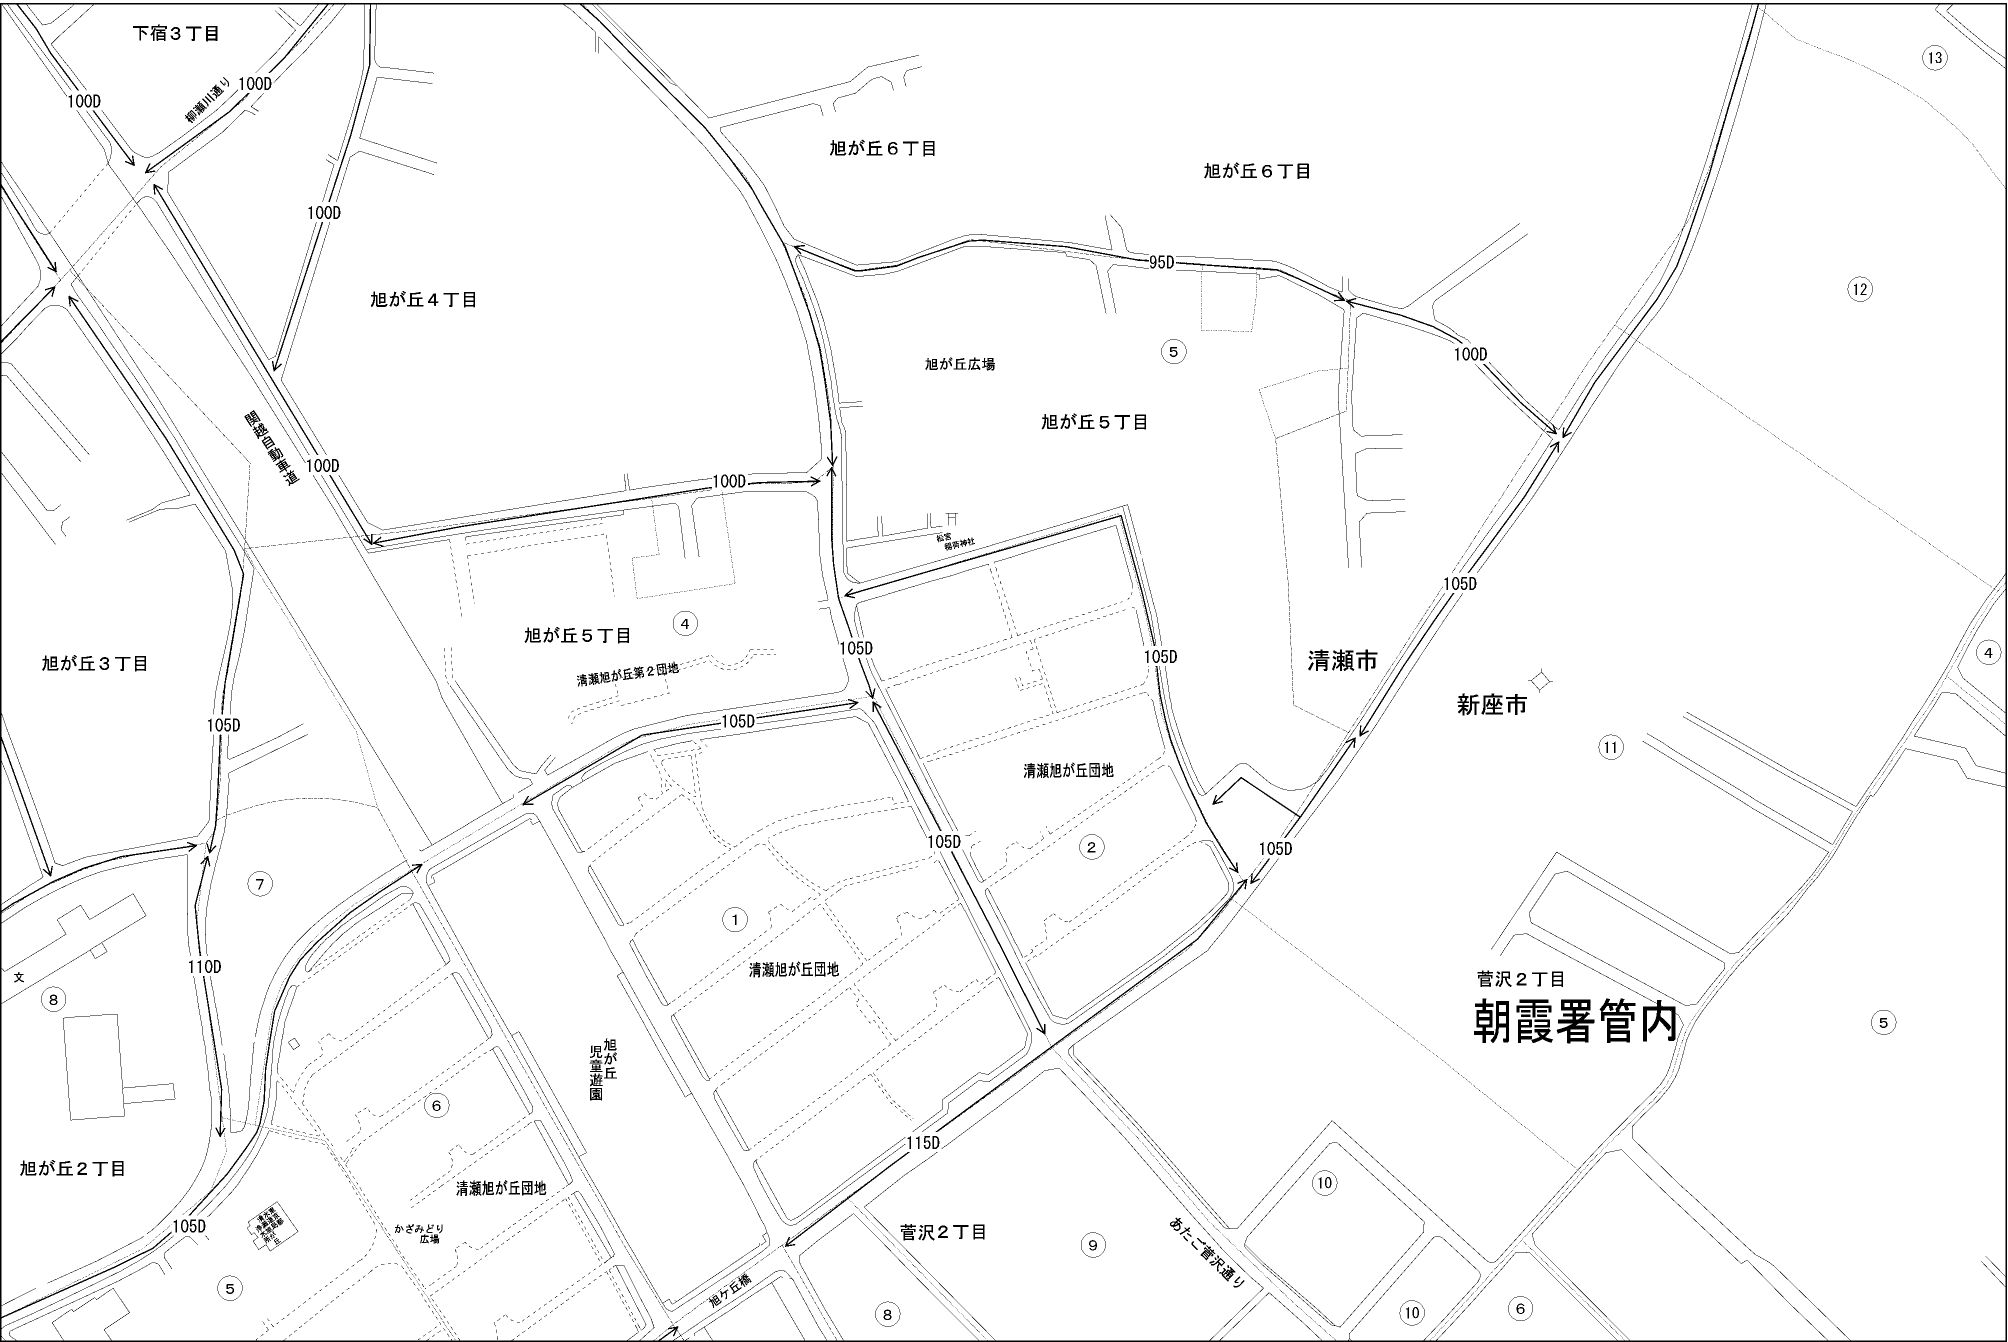 下宿３丁目
13
100D
100D
柳瀬川通り
旭が丘６丁目
旭が丘６丁目
100D
95D
12
旭が丘４丁目
5
100D
旭が丘広場
旭が丘５丁目
関越自動車道
100D
100D
松宮
稲荷神社
105D
4
旭が丘５丁目
105D
105D
4
旭が丘３丁目
清瀬市
清瀬旭が丘第２団地
新座市
105D
105D
11
清瀬旭が丘団地
105D
2
105D
7
1
110D
清瀬旭が丘団地
文
菅沢２丁目
8
朝霞署管内
5
旭が丘
児童遊園
6
115D
旭が丘２丁目
10
清瀬旭が丘団地
105D
かざみどり
広場
菅沢２丁目
あたご菅沢通り
9
5
旭ケ丘橋
8
10
6